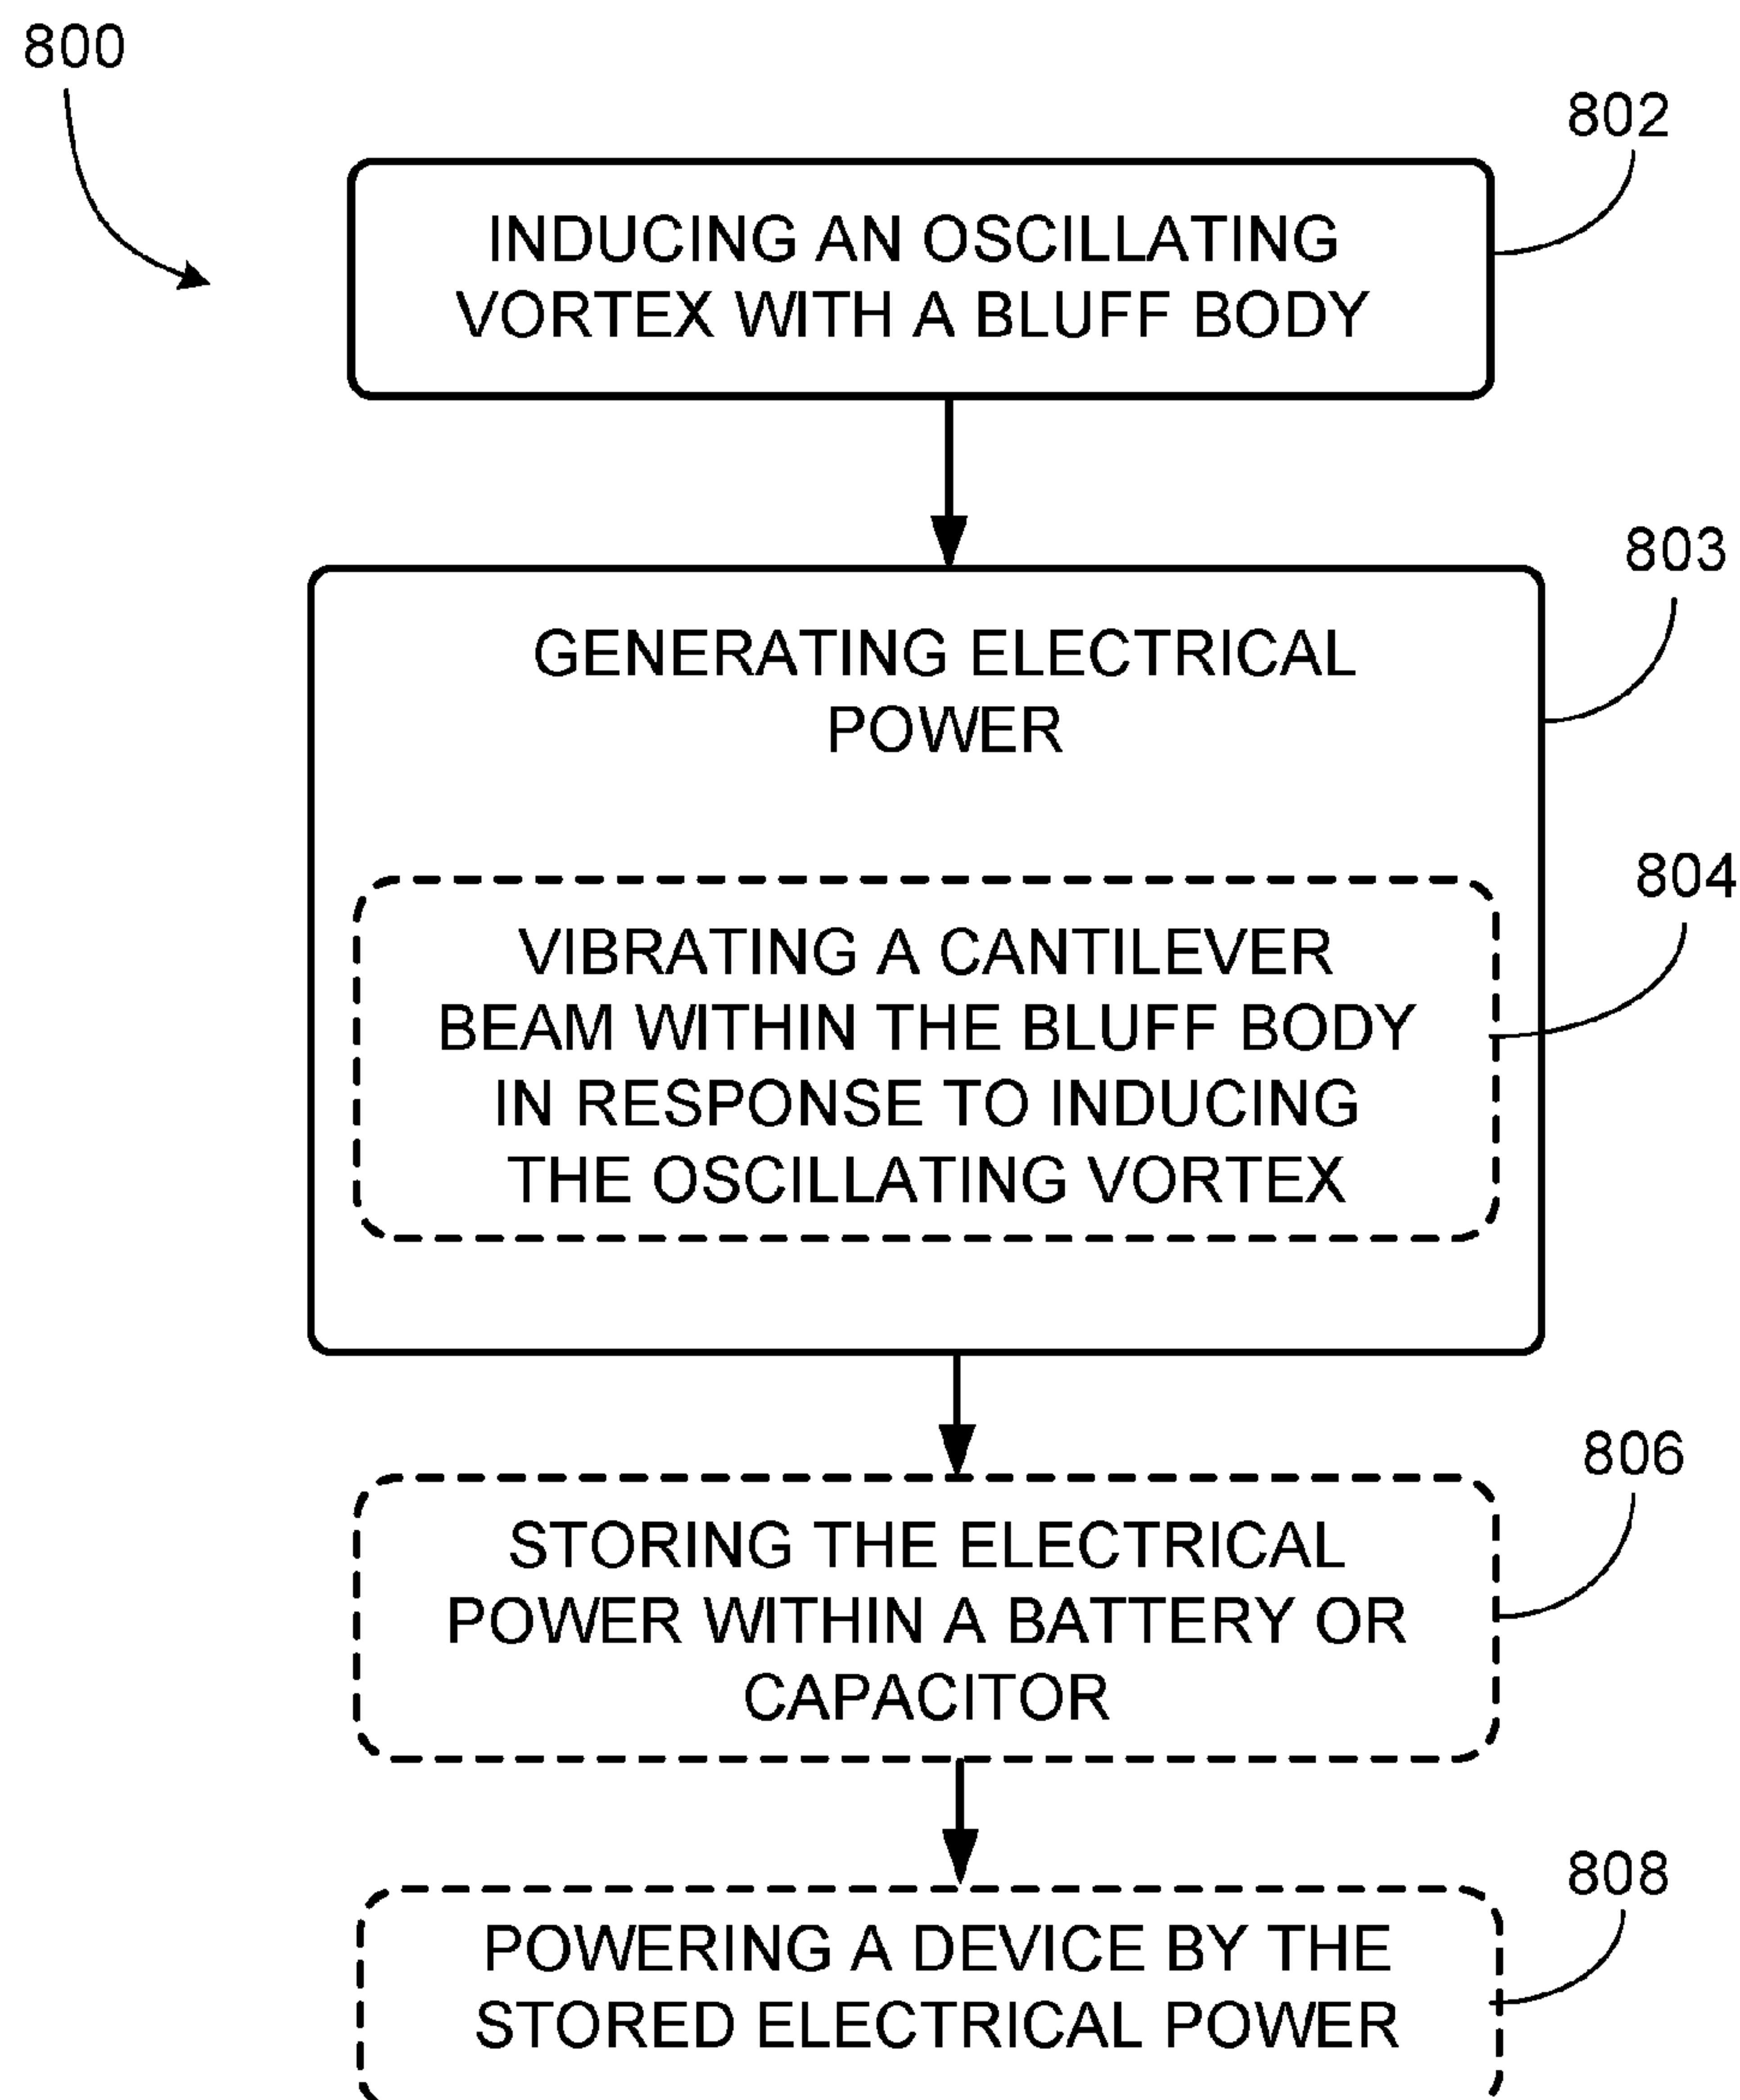 800
802
INDUCING AN OSCILLATING
VORTEX WITH A BLUFF BODY
803
GENERATING ELECTRICAL
POWER
804
VIBRATING A CANTILEVER
BEAM WITHIN THE BLUFF BODY
IN RESPONSE TO INDUCING
THE OSCILLATING VORTEX
806
STORING THE ELECTRICAL
POWER WITHIN A BATTERY OR
CAPACITOR
808
POWERING A DEVICE BY THE
STORED ELECTRICAL POWER